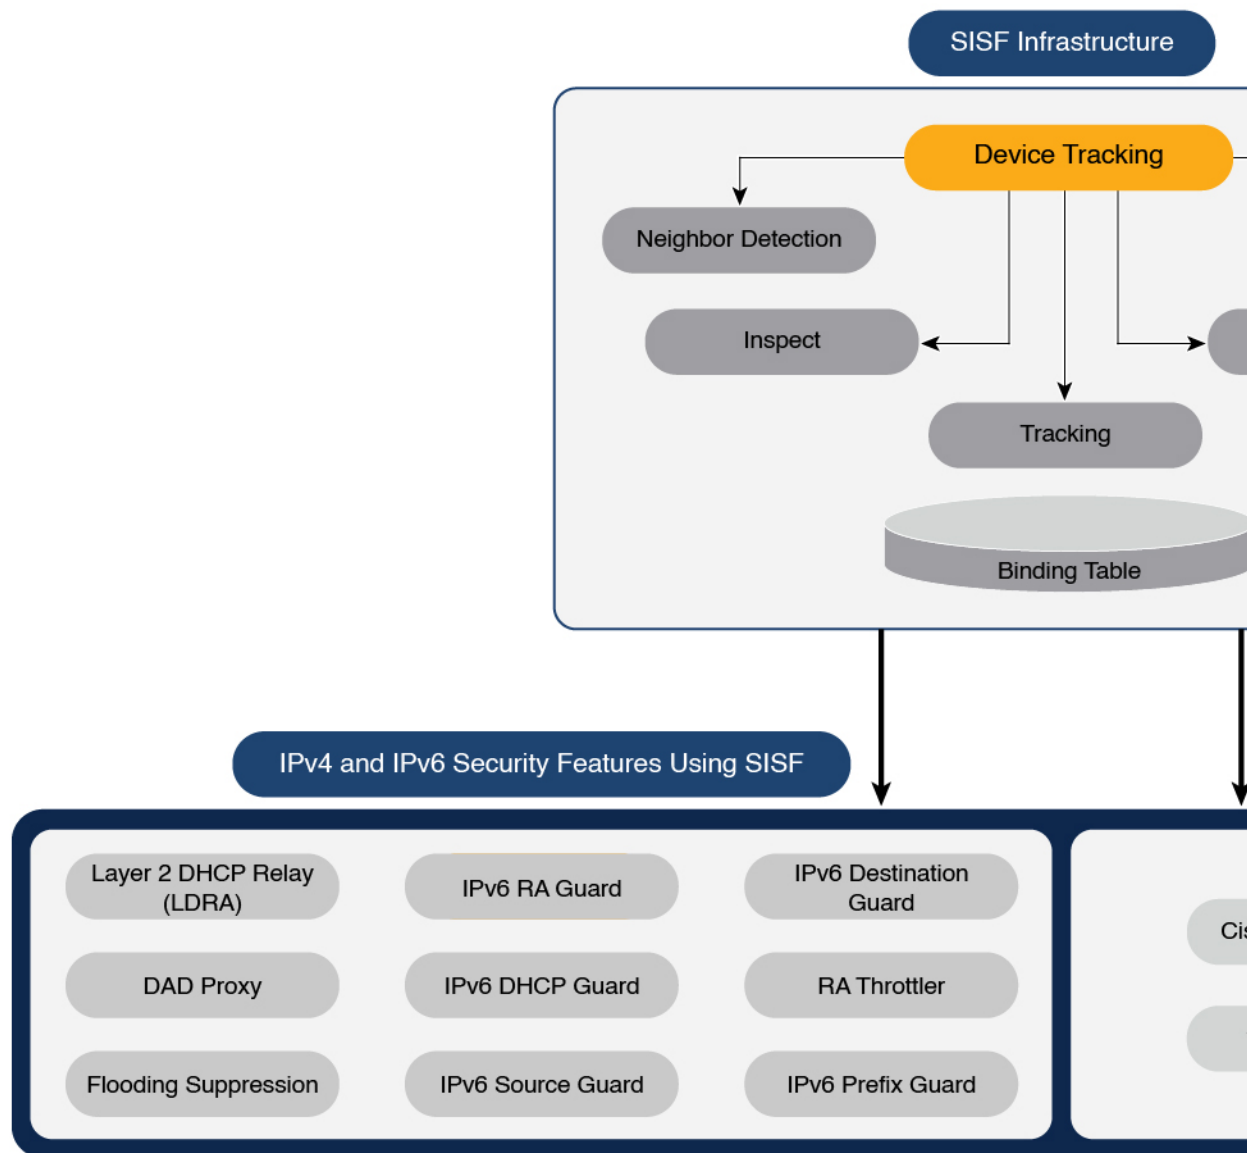 SISF Infrastructure
Device Tracking
Neighbor Detection
Inspect
Tracking
Binding Table
IPv4 and IPv6 Security Features Using SISF
Layer 2 DHCP Relay
(LDRA)
IPv6 RA Guard
IPv6 Destination
Guard
DAD Proxy
IPv6 DHCP Guard
RA Throttler
Flooding Suppression
IPv6 Source Guard
IPv6 Prefix Guard